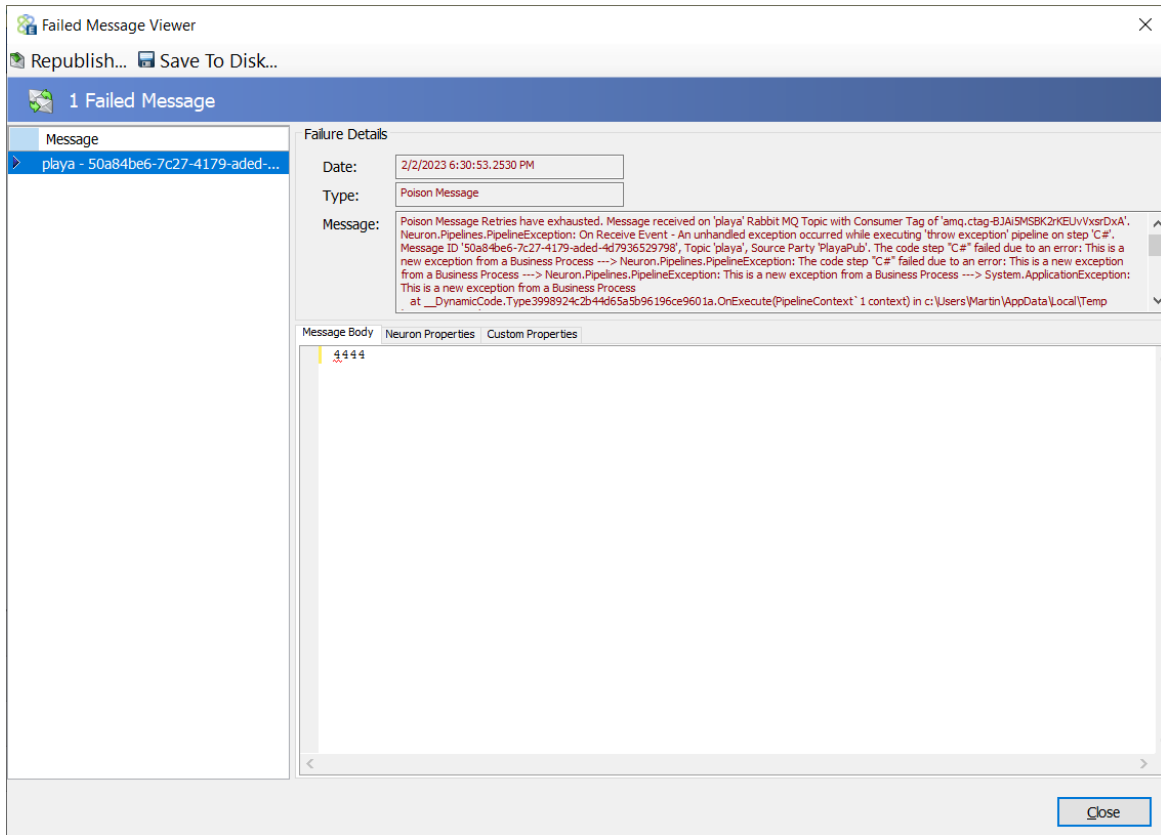 Failed Message Viewer
Republish... Save To Disk...
1 Failed Message
Message
playa - 50a84be6-7c27-4179-aded-...
Failure Details
Date: 2/2/2023 6:30:53.2530 PM
Type: Poison Message
Message: Poison Message Retries have exhausted. Message received on 'playa' Rabbit MQ Topic with Consumer Tag of 'amq.ctag-BJAi5MSBK2rKEUvVxsrDxA'.
Neuron.Pipelines.PipelineException: On Receive Event - An unhandled exception occurred while executing 'throw exception' pipeline on step 'C#'.
Message ID '50a84be6-7c27-4179-aded-4d7936529798', Topic 'playa', Source Party 'PlayaPub'. The code step "C#" failed due to an error: This is a
new exception from a Business Process ---> Neuron.Pipelines.PipelineException: The code step "C#" failed due to an error: This is a new exception
from a Business Process ---> Neuron.Pipelines.PipelineException: This is a new exception from a Business Process ---> System.ApplicationException:
This is a new exception from a Business Process
at __DynamicCode.Type3998924c2b44d65a5b96196ce9601a.OnExecute(PipelineContext`1 context) in c:\Users\Martin\AppData\Local\Temp
Message Body Neuron Properties Custom Properties
4444
Close